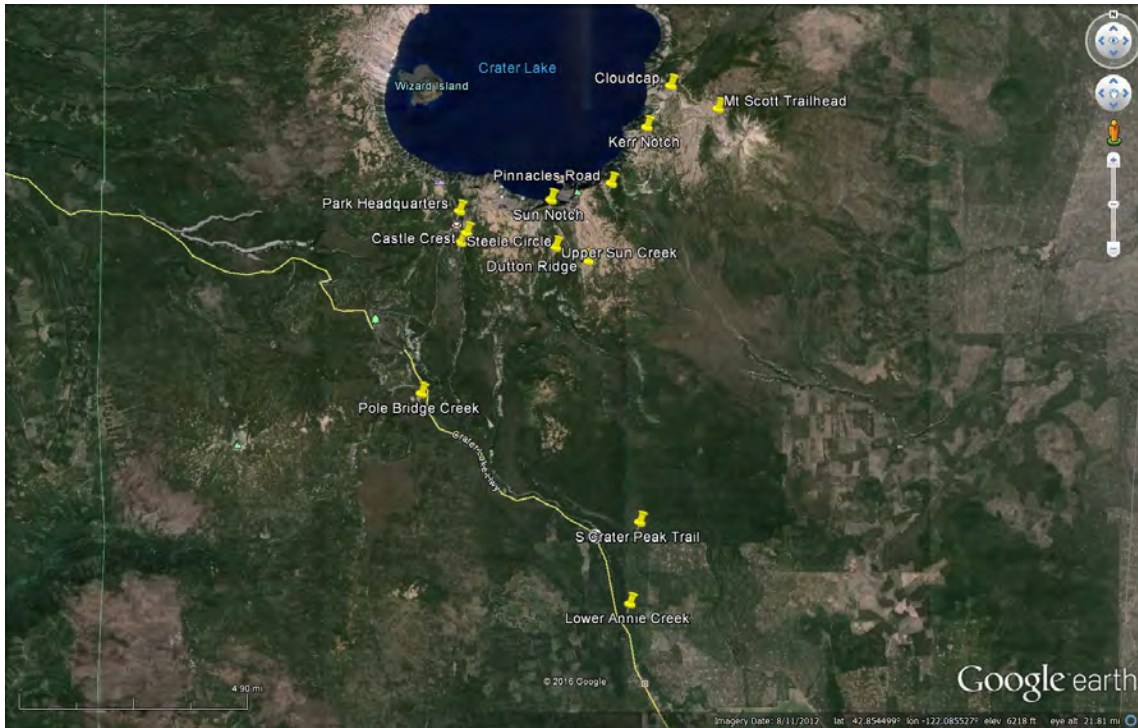 N
Crater Lake
Wizard Island
Cloudcap
Mt Scott Trailhead
Kerr Notch
Pinnacles Road
Park Headquarters
Sun Notch
Castle Crest
Steele Circle
Upper Sun Creek
Dutton Ridge
Pole Bridge Creek
Crater Lake Hwy
S Crater Peak Trail
Lower Annie Creek
© 2016 Google
Google earth
4.90 mi
Imagery Date: 8/11/2012 lat 42.854499° lon -122.085527° elev 6218 ft eye alt 21.81 mi